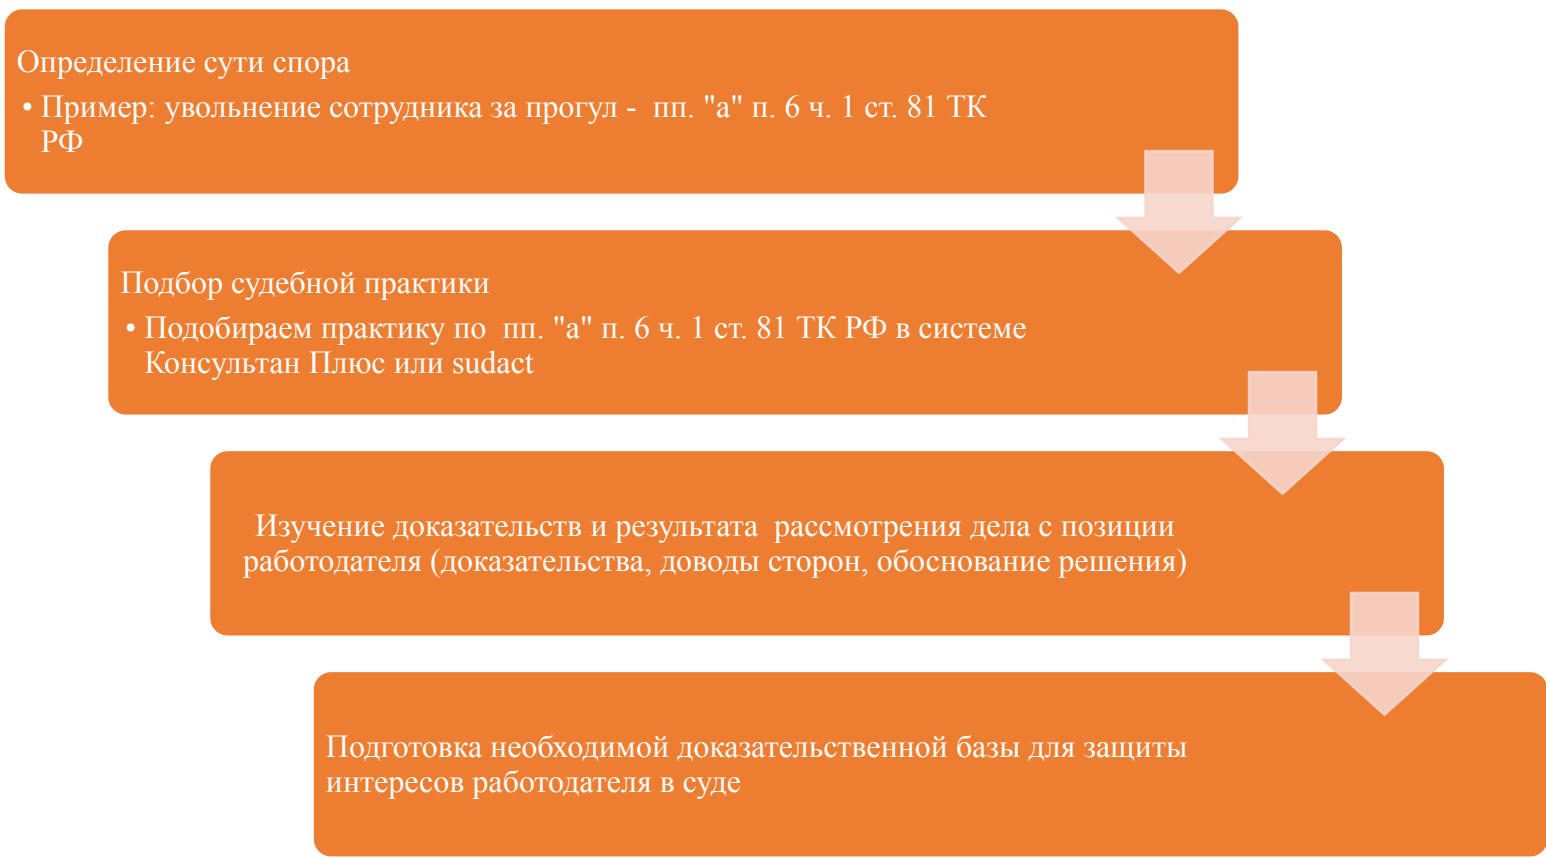 Определение сути спора
• Пример: увольнение сотрудника за прогул - пп. "а" п. 6 ч. 1 ст. 81 ТК
РФ
Подбор судебной практики
• Подобираем практику по пп. "а" п. 6 ч. 1 ст. 81 ТК РФ в системе
Консультан Плюс или sudact
Изучение доказательств и результата рассмотрения дела с позиции
работодателя (доказательства, доводы сторон, обоснование решения)
Подготовка необходимой доказательственной базы для защиты
интересов работодателя в суде